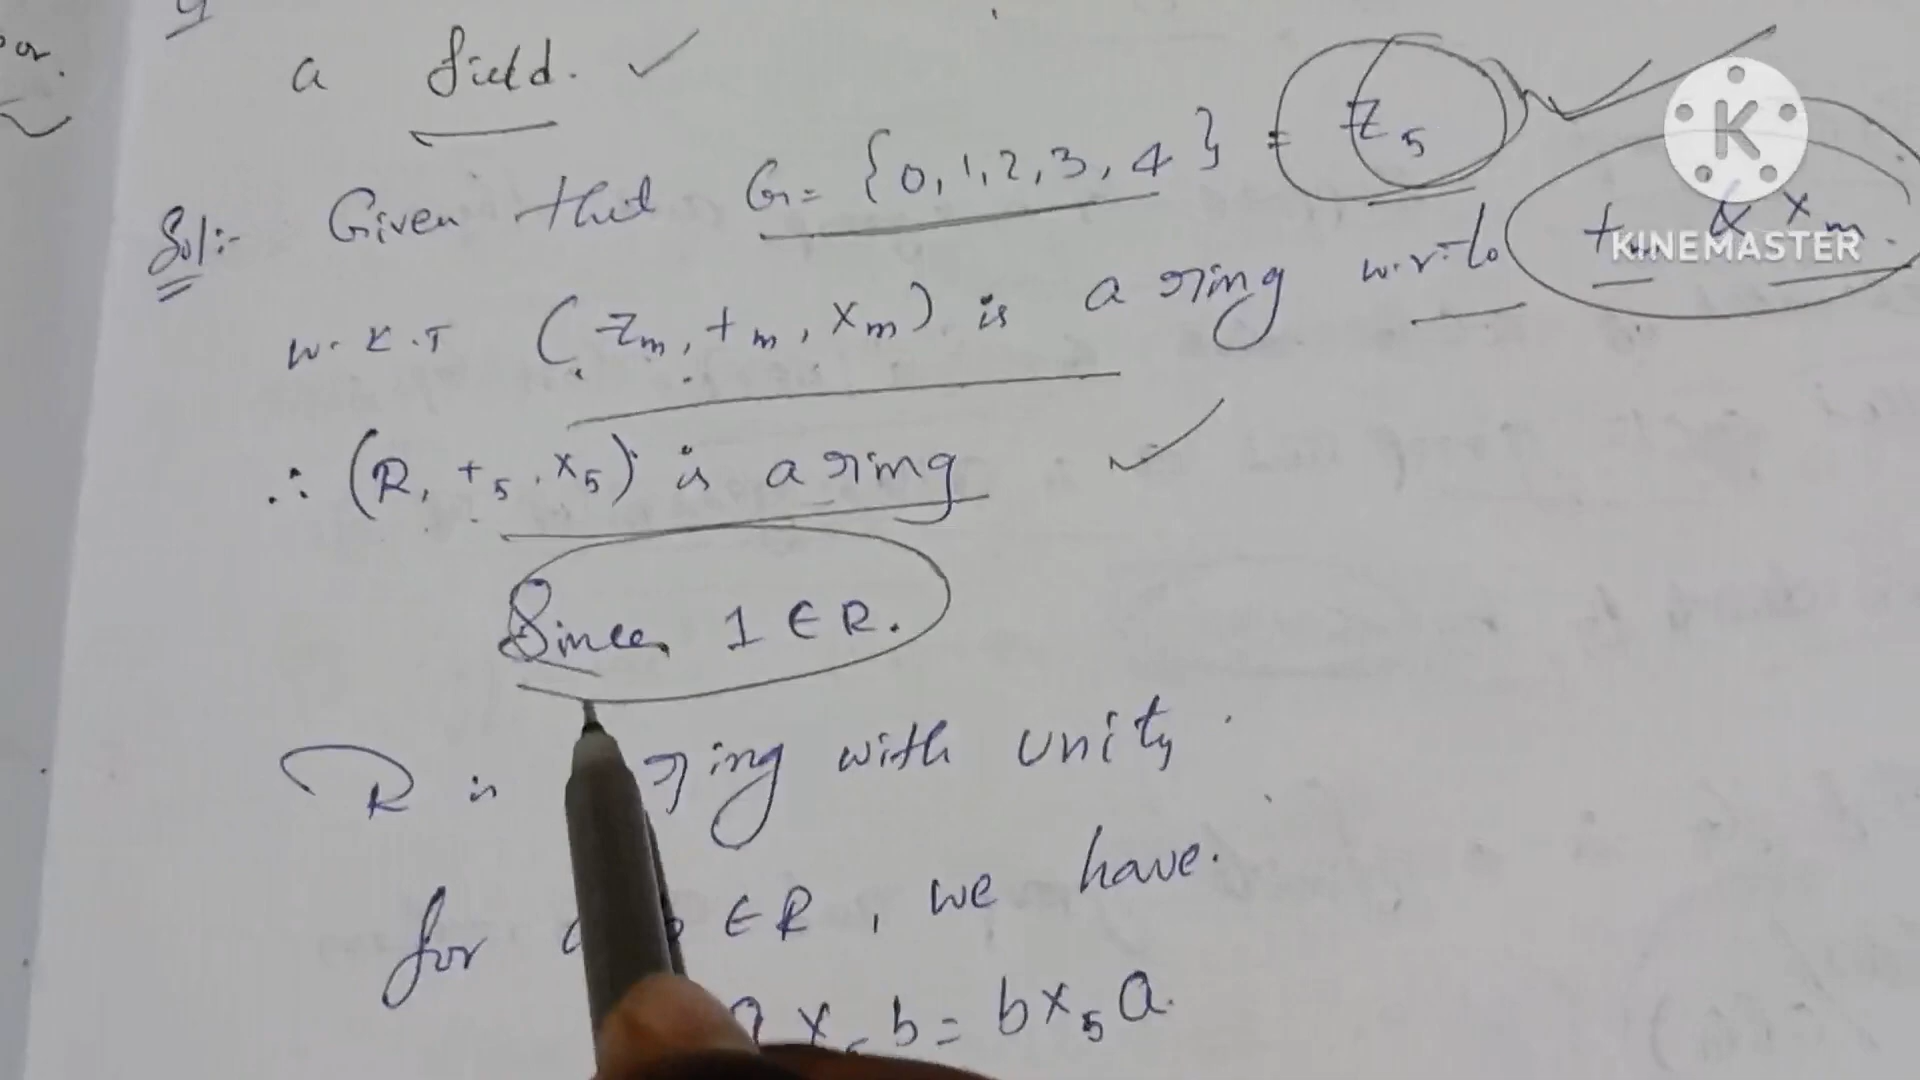 or.
a field. ✓
Sol:- Given that G = {0, 1, 2, 3, 4} = Z5
w.K.T (Zm, +m, ×m) is a ring w.r.to +m & ×m.
∴ (R, +5, ×5) is a ring ✓
Since 1 ∈ R.
R is ring with unity.
for ∈ R, we have.
× b = b ×5 a.
K
KINEMASTER